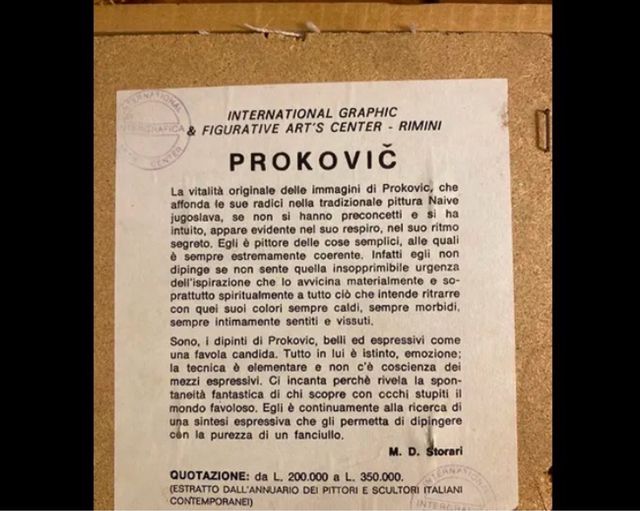 INTERNATIONAL GRAPHIC
& FIGURATIVE ART'S CENTER - RIMINI
PROKOVIČ
La vitalità originale delle immagini di Prokovic, che
affonda le sue radici nella tradizionale pittura Naive
jugoslava, se non si hanno preconcetti e si ha
intuito, appare evidente nel suo respiro, nel suo ritmo
segreto. Egli è pittore delle cose semplici, alle quali
è sempre estremamente coerente. Infatti egli non
dipinge se non sente quella insopprimibile urgenza
dell'ispirazione che lo avvicina materialmente e so-
prattutto spiritualmente a tutto ciò che intende ritrarre
con quei suoi colori sempre caldi, sempre morbidi,
sempre intimamente sentiti e vissuti.
Sono, i dipinti di Prokovic, belli ed espressivi come
una favola candida. Tutto in lui è istinto, emozione;
la tecnica è elementare e non c'è coscienza dei
mezzi espressivi. Ci incanta perchè rivela la spon-
taneità fantastica di chi scopre con occhi stupiti il
mondo favoloso. Egli è continuamente alla ricerca di
una sintesi espressiva che gli permetta di dipingere
con la purezza di un fanciullo.
M. D. Storari
QUOTAZIONE: da L. 200.000 a L. 350.000.
(ESTRATTO DALL'ANNUARIO DEI PITTORI E SCULTORI ITALIANI
CONTEMPORANEI)
INTERNATIONAL
INTERGRAFICA
CENTER